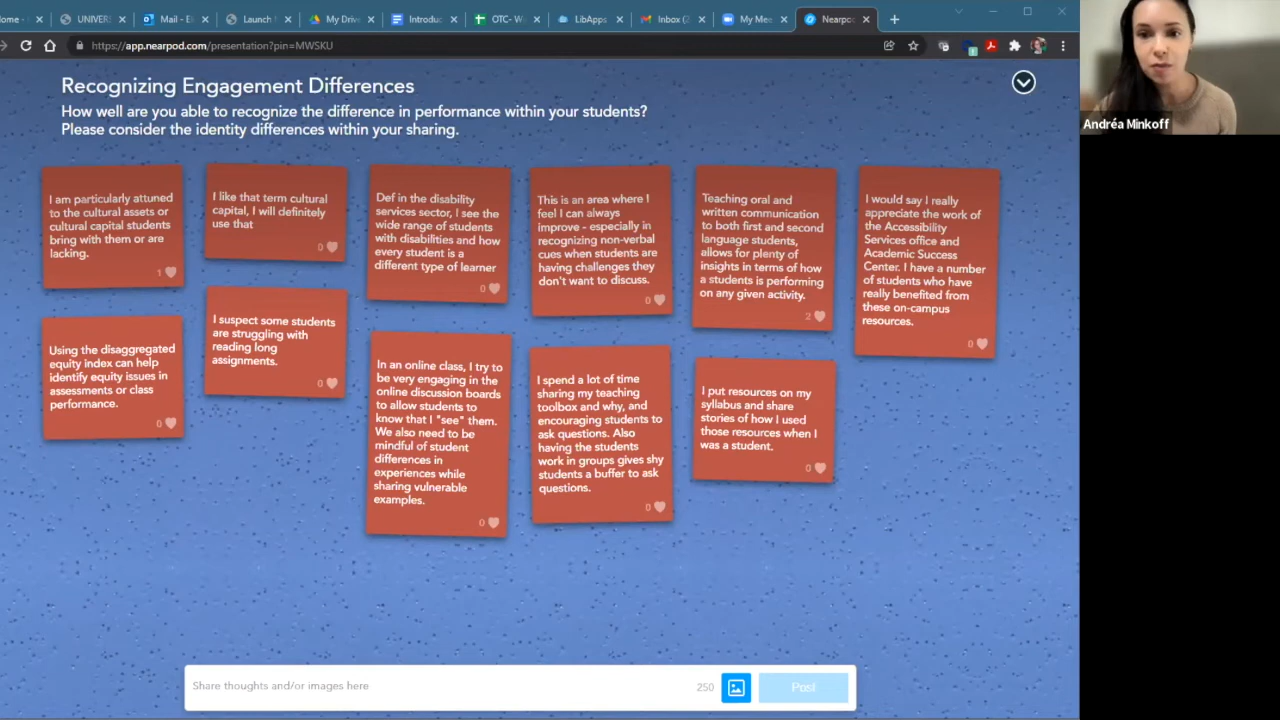 ome -
UNIVER
Mail - E
Launch
My Drive
Introduc
OTC- W
LibApps
Inbox (2
My Mee
Nearpo
https://app.nearpod.com/presentation?pin=MWSKU
Recognizing Engagement Differences
How well are you able to recognize the difference in performance within your students?
Please consider the identity differences within your sharing.
I am particularly attuned
to the cultural assets or
cultural capital students
bring with them or are
lacking.
1
Using the disaggregated
equity index can help
identify equity issues in
assessments or class
performance.
0
I like that term cultural
capital, I will definitely
use that
0
I suspect some students
are struggling with
reading long
assignments.
0
Def in the disability
services sector, I see the
wide range of students
with disabilities and how
every student is a
different type of learner
0
In an online class, I try to
be very engaging in the
online discussion boards
to allow students to
know that I "see" them.
We also need to be
mindful of student
differences in
experiences while
sharing vulnerable
examples.
0
This is an area where I
feel I can always
improve - especially in
recognizing non-verbal
cues when students are
having challenges they
don't want to discuss.
0
I spend a lot of time
sharing my teaching
toolbox and why, and
encouraging students to
ask questions. Also
having the students
work in groups gives shy
students a buffer to ask
questions.
0
Teaching oral and
written communication
to both first and second
language students,
allows for plenty of
insights in terms of how
a students is performing
on any given activity.
2
I put resources on my
syllabus and share
stories of how I used
those resources when I
was a student.
0
I would say I really
appreciate the work of
the Accessibility
Services office and
Academic Success
Center. I have a number
of students who have
really benefited from
these on-campus
resources.
0
Share thoughts and/or images here
250
Post
Andréa Minkoff